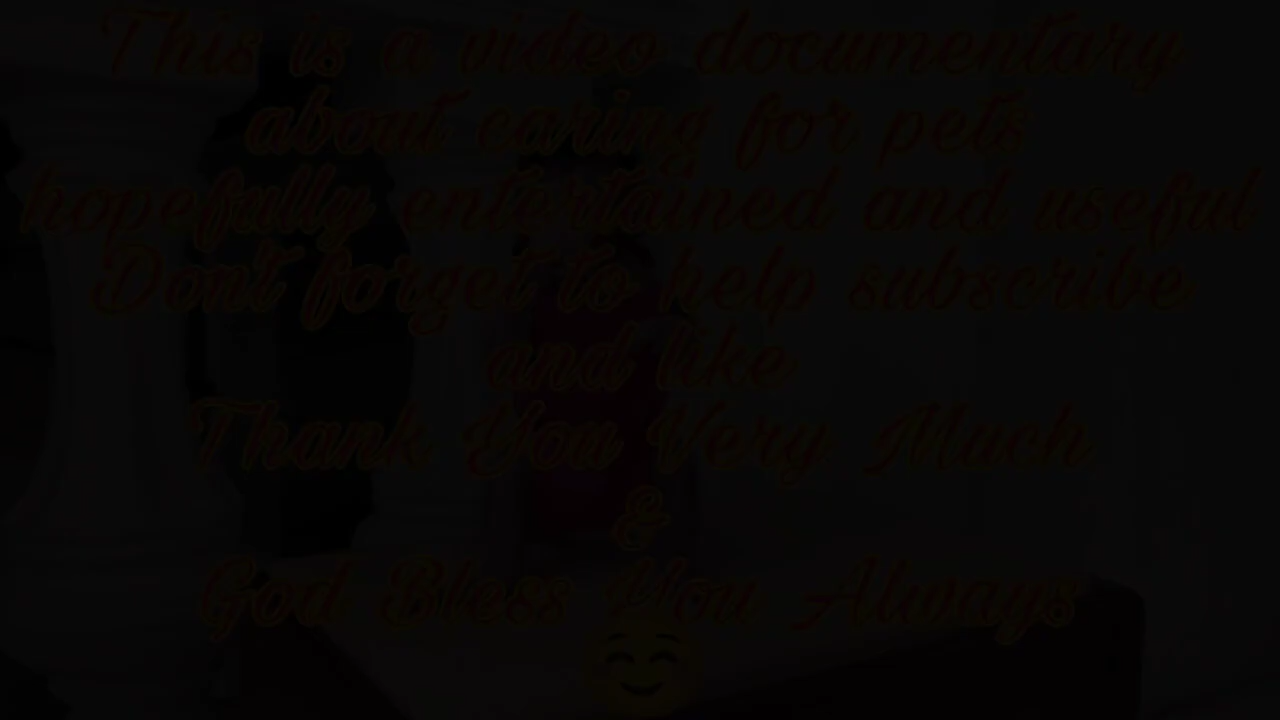 This is a video documentary
about caring for pets
hopefully entertained and useful
Dont forget to help subscribe
and like
Thank You Very Much
&
God Bless You Always